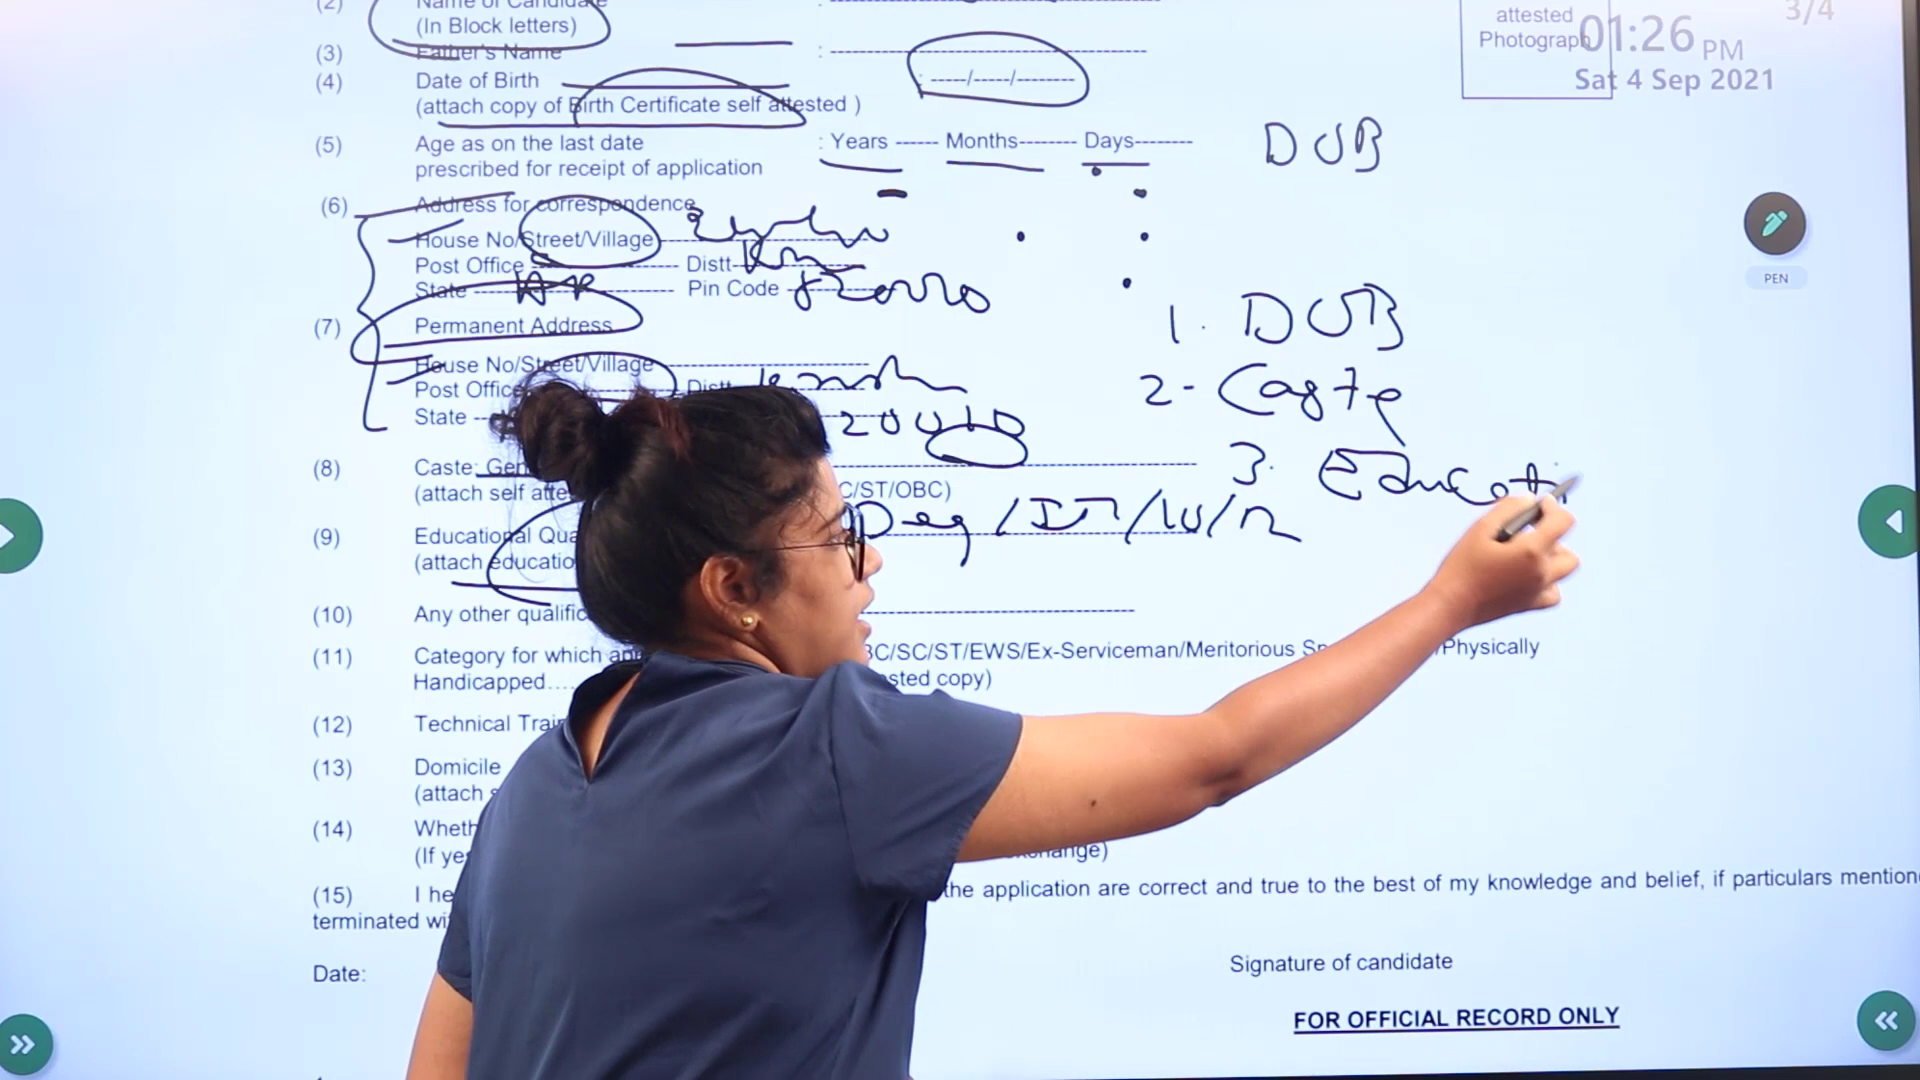 (2) Name of Candidate
(In Block letters)
attested
Photograph
3/4
01:26 PM
Sat 4 Sep 2021
(3) Father's Name :
(4) Date of Birth : -----/-----/--------
(attach copy of Birth Certificate self attested )
(5) Age as on the last date : Years ------ Months-------- Days--------
prescribed for receipt of application
DOB
(6) Address for correspondence
House No/Street/Village
Post Office Distt
State Pin Code
PEN
1. DOB
(7) Permanent Address
House No/Street/Village
Post Office Distt
State
2- Caste
(8) Caste: Gen
(attach self atte C/ST/OBC)
3. Educati
(9) Educational Qua Deg / /10/12
(attach educatio
(10) Any other qualific
(11) Category for which app BC/SC/ST/EWS/Ex-Serviceman/Meritorious Sp /Physically
Handicapped.... sted copy)
(12) Technical Train
(13) Domicile
(attach s
(14) Wheth
(If yes change)
(15) I he the application are correct and true to the best of my knowledge and belief, if particulars mention
terminated wi
Date:
Signature of candidate
FOR OFFICIAL RECORD ONLY